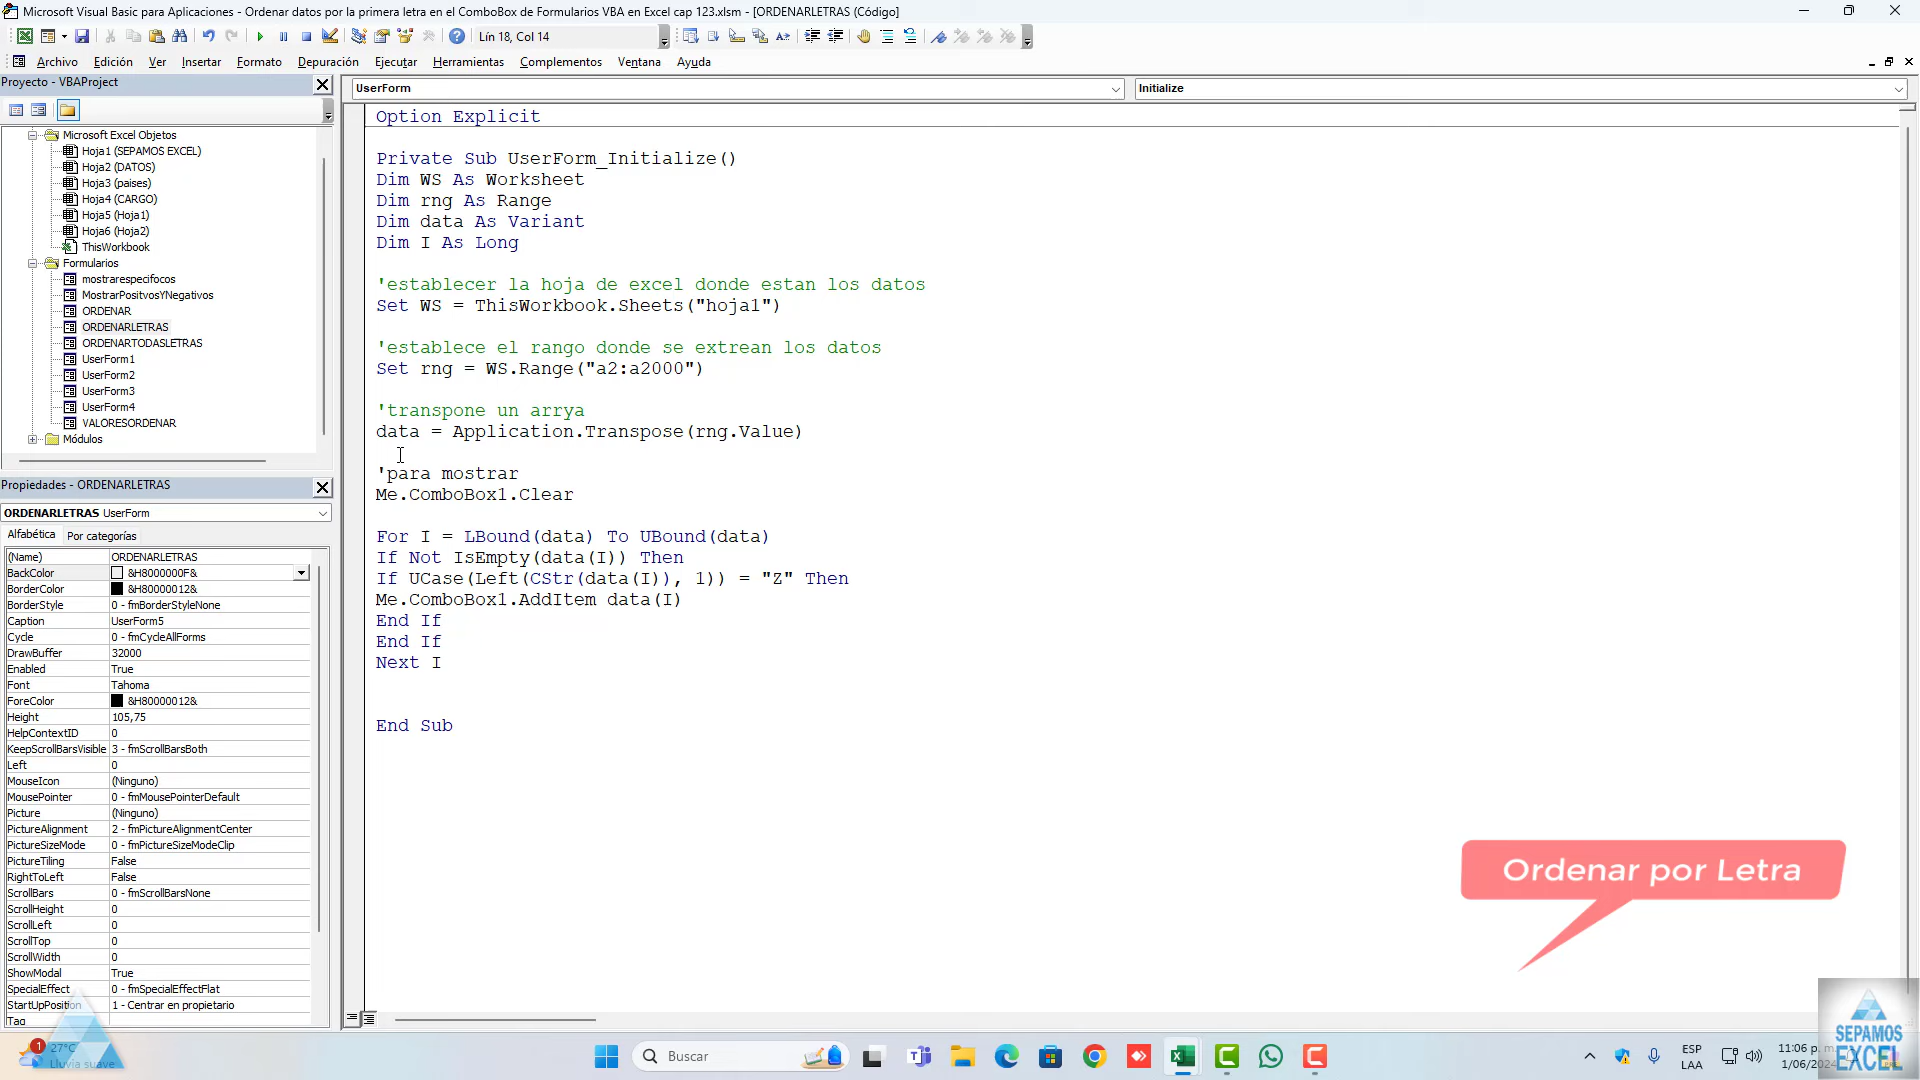 Microsoft Visual Basic para Aplicaciones - Ordenar datos por la primera letra en el ComboBox de Formularios VBA en Excel cap 123.xlsm - [ORDENARLETRAS (Código)]
Lín 18, Col 14
Archivo Edición Ver Insertar Formato Depuración Ejecutar Herramientas Complementos Ventana Ayuda
Proyecto - VBAProject
Microsoft Excel Objetos
Hoja1 (SEPAMOS EXCEL)
Hoja2 (DATOS)
Hoja3 (paises)
Hoja4 (CARGO)
Hoja5 (Hoja1)
Hoja6 (Hoja2)
ThisWorkbook
Formularios
mostrarespecifocos
MostrarPositvosYNegativos
ORDENAR
ORDENARLETRAS
ORDENARTODASLETRAS
UserForm1
UserForm2
UserForm3
UserForm4
VALORESORDENAR
Módulos
Propiedades - ORDENARLETRAS
ORDENARLETRAS UserForm
Alfabética Por categorías
(Name) ORDENARLETRAS
BackColor &H8000000F&
BorderColor &H80000012&
BorderStyle 0 - fmBorderStyleNone
Caption UserForm5
Cycle 0 - fmCycleAllForms
DrawBuffer 32000
Enabled True
Font Tahoma
ForeColor &H80000012&
Height 105,75
HelpContextID 0
KeepScrollBarsVisible 3 - fmScrollBarsBoth
Left 0
MouseIcon (Ninguno)
MousePointer 0 - fmMousePointerDefault
Picture (Ninguno)
PictureAlignment 2 - fmPictureAlignmentCenter
PictureSizeMode 0 - fmPictureSizeModeClip
PictureTiling False
RightToLeft False
ScrollBars 0 - fmScrollBarsNone
ScrollHeight 0
ScrollLeft 0
ScrollTop 0
ScrollWidth 0
ShowModal True
SpecialEffect 0 - fmSpecialEffectFlat
StartUpPosition 1 - Centrar en propietario
Tag
UserForm Initialize
Option Explicit
Private Sub UserForm_Initialize()
Dim WS As Worksheet
Dim rng As Range
Dim data As Variant
Dim I As Long
'establecer la hoja de excel donde estan los datos
Set WS = ThisWorkbook.Sheets("hoja1")
'establece el rango donde se extrean los datos
Set rng = WS.Range("a2:a2000")
'transpone un arrya
data = Application.Transpose(rng.Value)
'para mostrar
Me.ComboBox1.Clear
For I = LBound(data) To UBound(data)
If Not IsEmpty(data(I)) Then
If UCase(Left(CStr(data(I)), 1)) = "Z" Then
Me.ComboBox1.AddItem data(I)
End If
End If
Next I
End Sub
Ordenar por Letra
SEPAMOS
EXCEL
1
27°C
Lluvia suave
Buscar
ESP
LAA
11:06 p. m.
1/06/2024